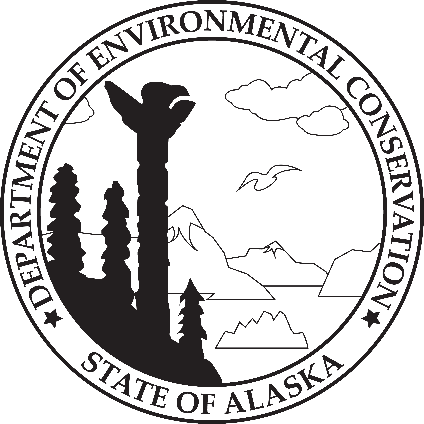 DEPARTMENT OF ENVIRONMENTAL CONSERVATION
STATE OF ALASKA